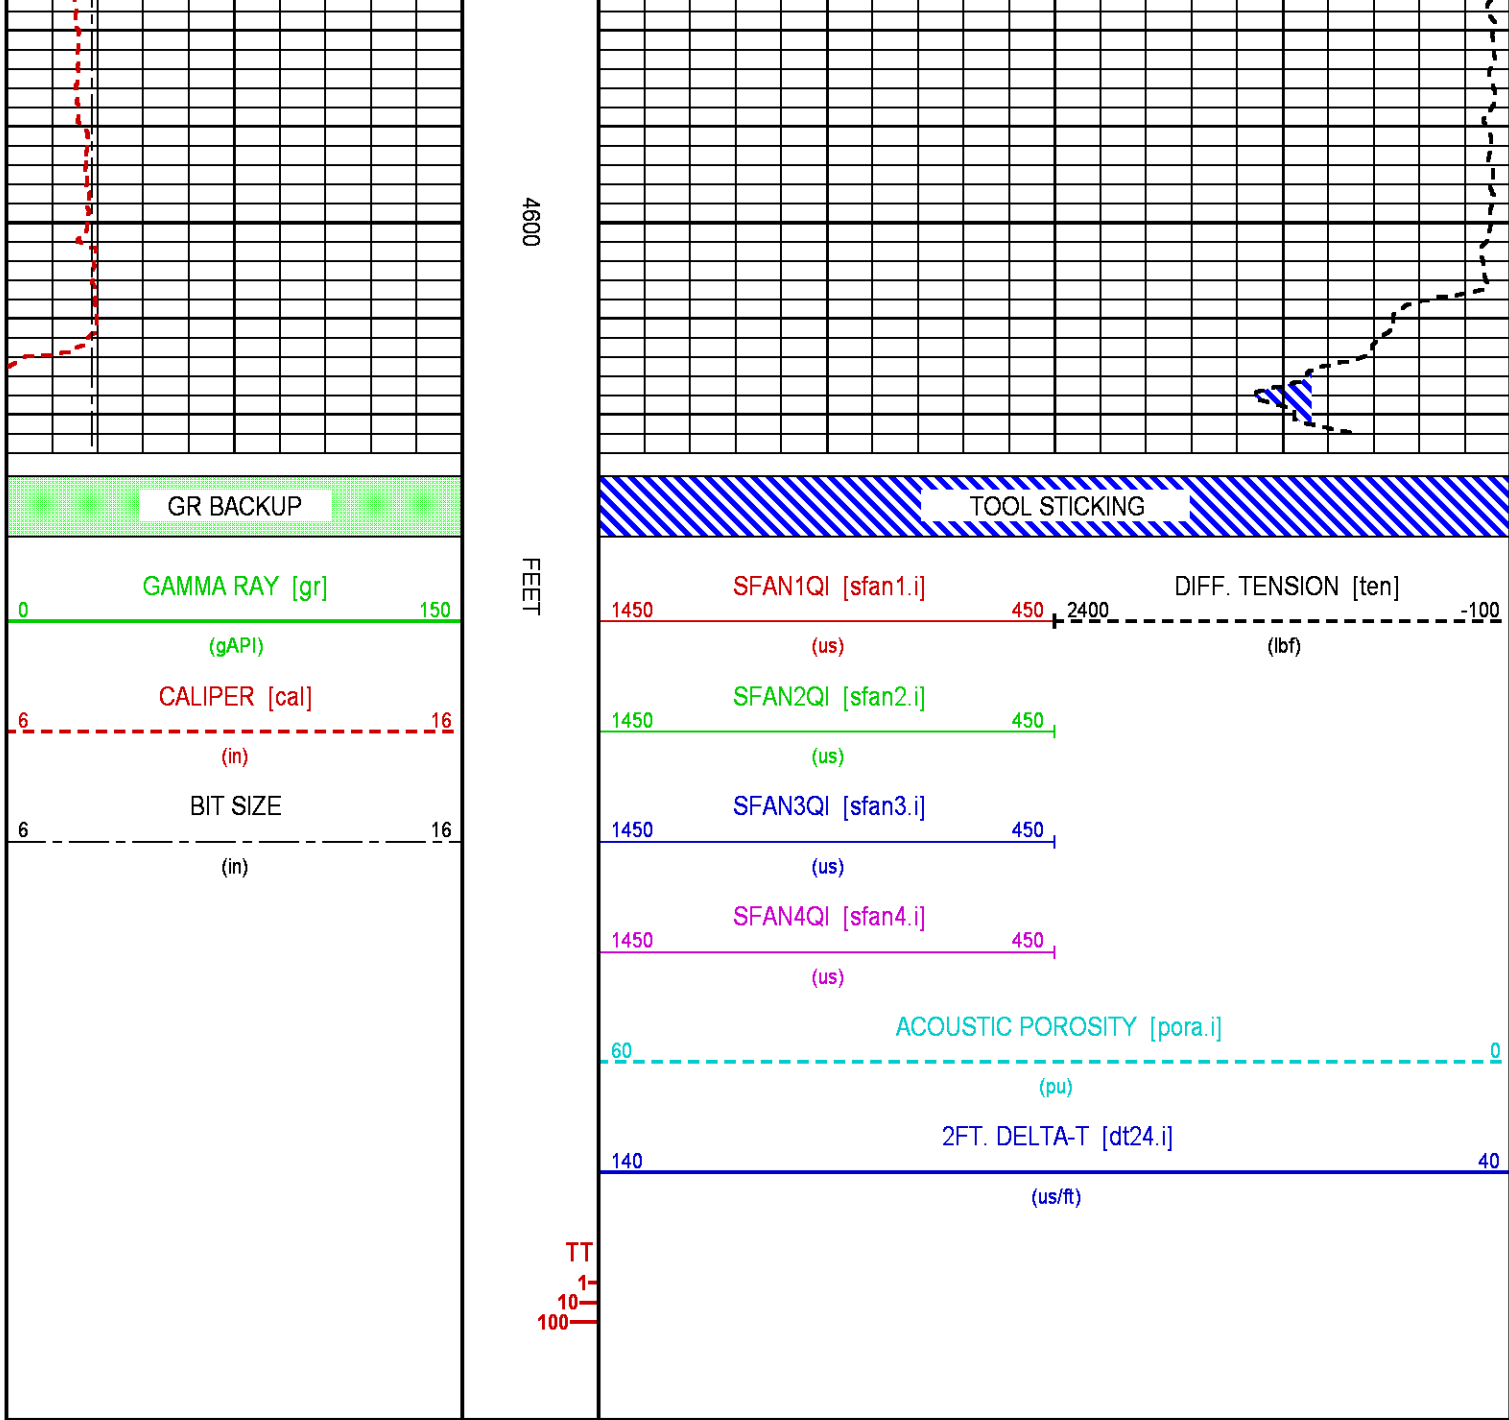 4600
GR BACKUP
TOOL STICKING
FEET
GAMMA RAY [gr]
0 150
(gAPI)
CALIPER [cal]
6 16
(in)
BIT SIZE
6 16
(in)
SFAN1QI [sfan1.i]
1450 450
(us)
DIFF. TENSION [ten]
2400 -100
(lbf)
SFAN2QI [sfan2.i]
1450 450
(us)
SFAN3QI [sfan3.i]
1450 450
(us)
SFAN4QI [sfan4.i]
1450 450
(us)
ACOUSTIC POROSITY [pora.i]
60 0
(pu)
2FT. DELTA-T [dt24.i]
140 40
(us/ft)
TT
1
10
100